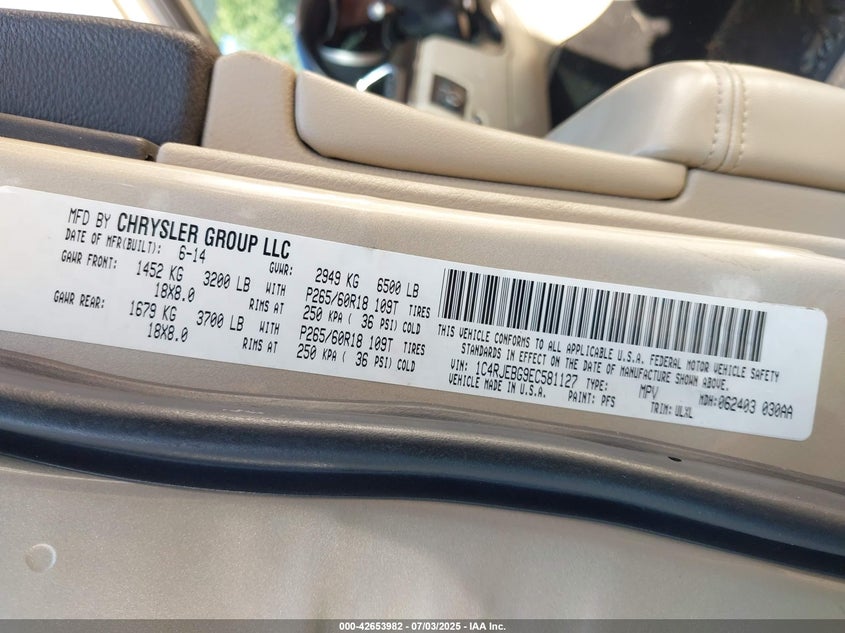 MFD BY CHRYSLER GROUP LLC
DATE OF MFR(BUILT): 6-14 GVWR: 2949 KG 6500 LB
GAWR FRONT: 1452 KG 3200 LB WITH P265/60R18 109T TIRES
18X8.0 RIMS AT 250 KPA ( 36 PSI) COLD
GAWR REAR: 1679 KG 3700 LB WITH P265/60R18 109T TIRES
18X8.0 RIMS AT 250 KPA ( 36 PSI) COLD
THIS VEHICLE CONFORMS TO ALL APPLICABLE U.S.A. FEDERAL MOTOR VEHICLE SAFETY
STANDARDS IN EFFECT ON THE DATE OF MANUFACTURE SHOWN ABOVE.
VIN: 1C4RJEBG9EC581127 TYPE: MPV MDH:062403 030AA
VEHICLE MADE IN U.S.A. PAINT: PFS TRIM: ULXL
000-42653982 | 07/03/2025 - IAA Inc.